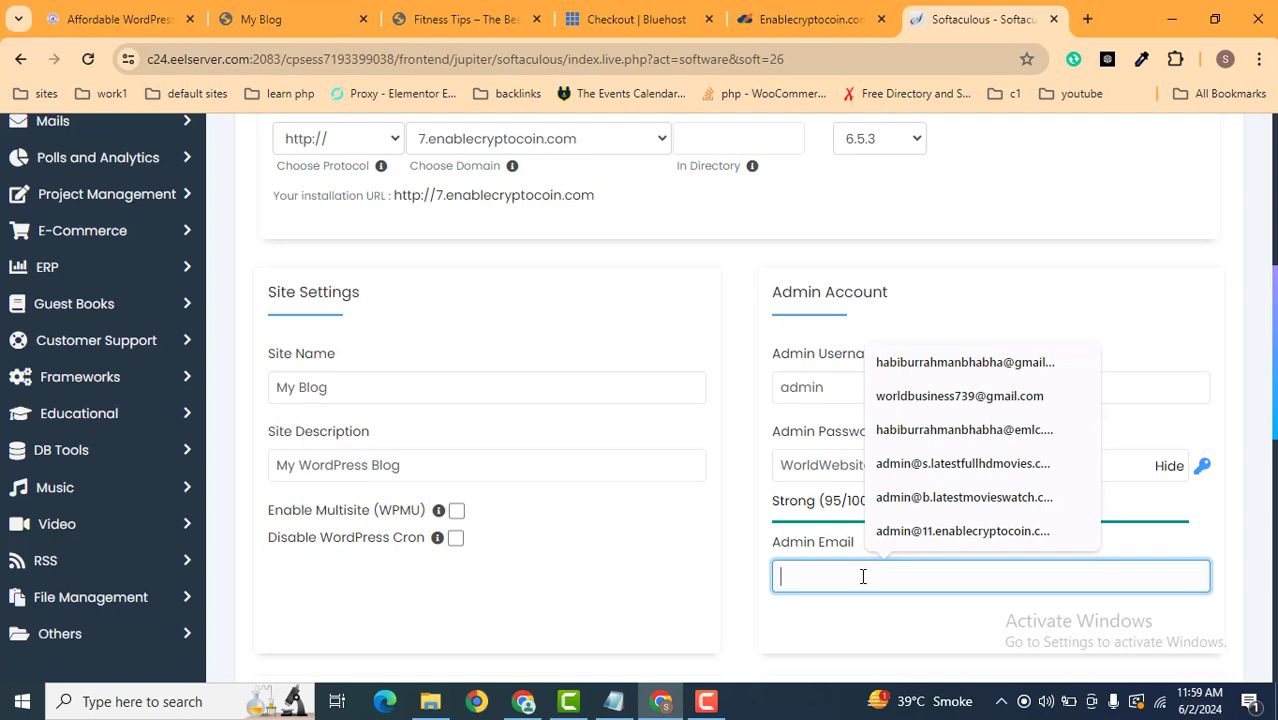 Affordable WordPress
My Blog
Fitness Tips – The Be
Checkout | Bluehost
Enablecryptocoin.con
Softaculous - Softacu
c24.eelserver.com:2083/cpsess7193399038/frontend/jupiter/softaculous/index.live.php?act=software&soft=26
S
sites
work1
default sites
learn php
Proxy - Elementor E...
backlinks
The Events Calendar...
php - WooCommer...
Free Directory and S...
c1
youtube
All Bookmarks
Mails
Polls and Analytics
Project Management
E-Commerce
ERP
Guest Books
Customer Support
Frameworks
Educational
DB Tools
Music
Video
RSS
File Management
Others
http://
7.enablecryptocoin.com
6.5.3
Choose Protocol
Choose Domain
In Directory
Your installation URL : http://7.enablecryptocoin.com
Site Settings
Site Name
My Blog
Site Description
My WordPress Blog
Enable Multisite (WPMU)
Disable WordPress Cron
Admin Account
Admin Userna
admin
Admin Passwo
WorldWebsite
Hide
Strong (95/100
Admin Email
habiburrahmanbhabha@gmail...
worldbusiness739@gmail.com
habiburrahmanbhabha@emlc....
admin@s.latestfullhdmovies.c...
admin@b.latestmovieswatch.c...
admin@11.enablecryptocoin.c...
Activate Windows
Go to Settings to activate Windows.
Type here to search
39°C Smoke
11:59 AM
6/2/2024
1